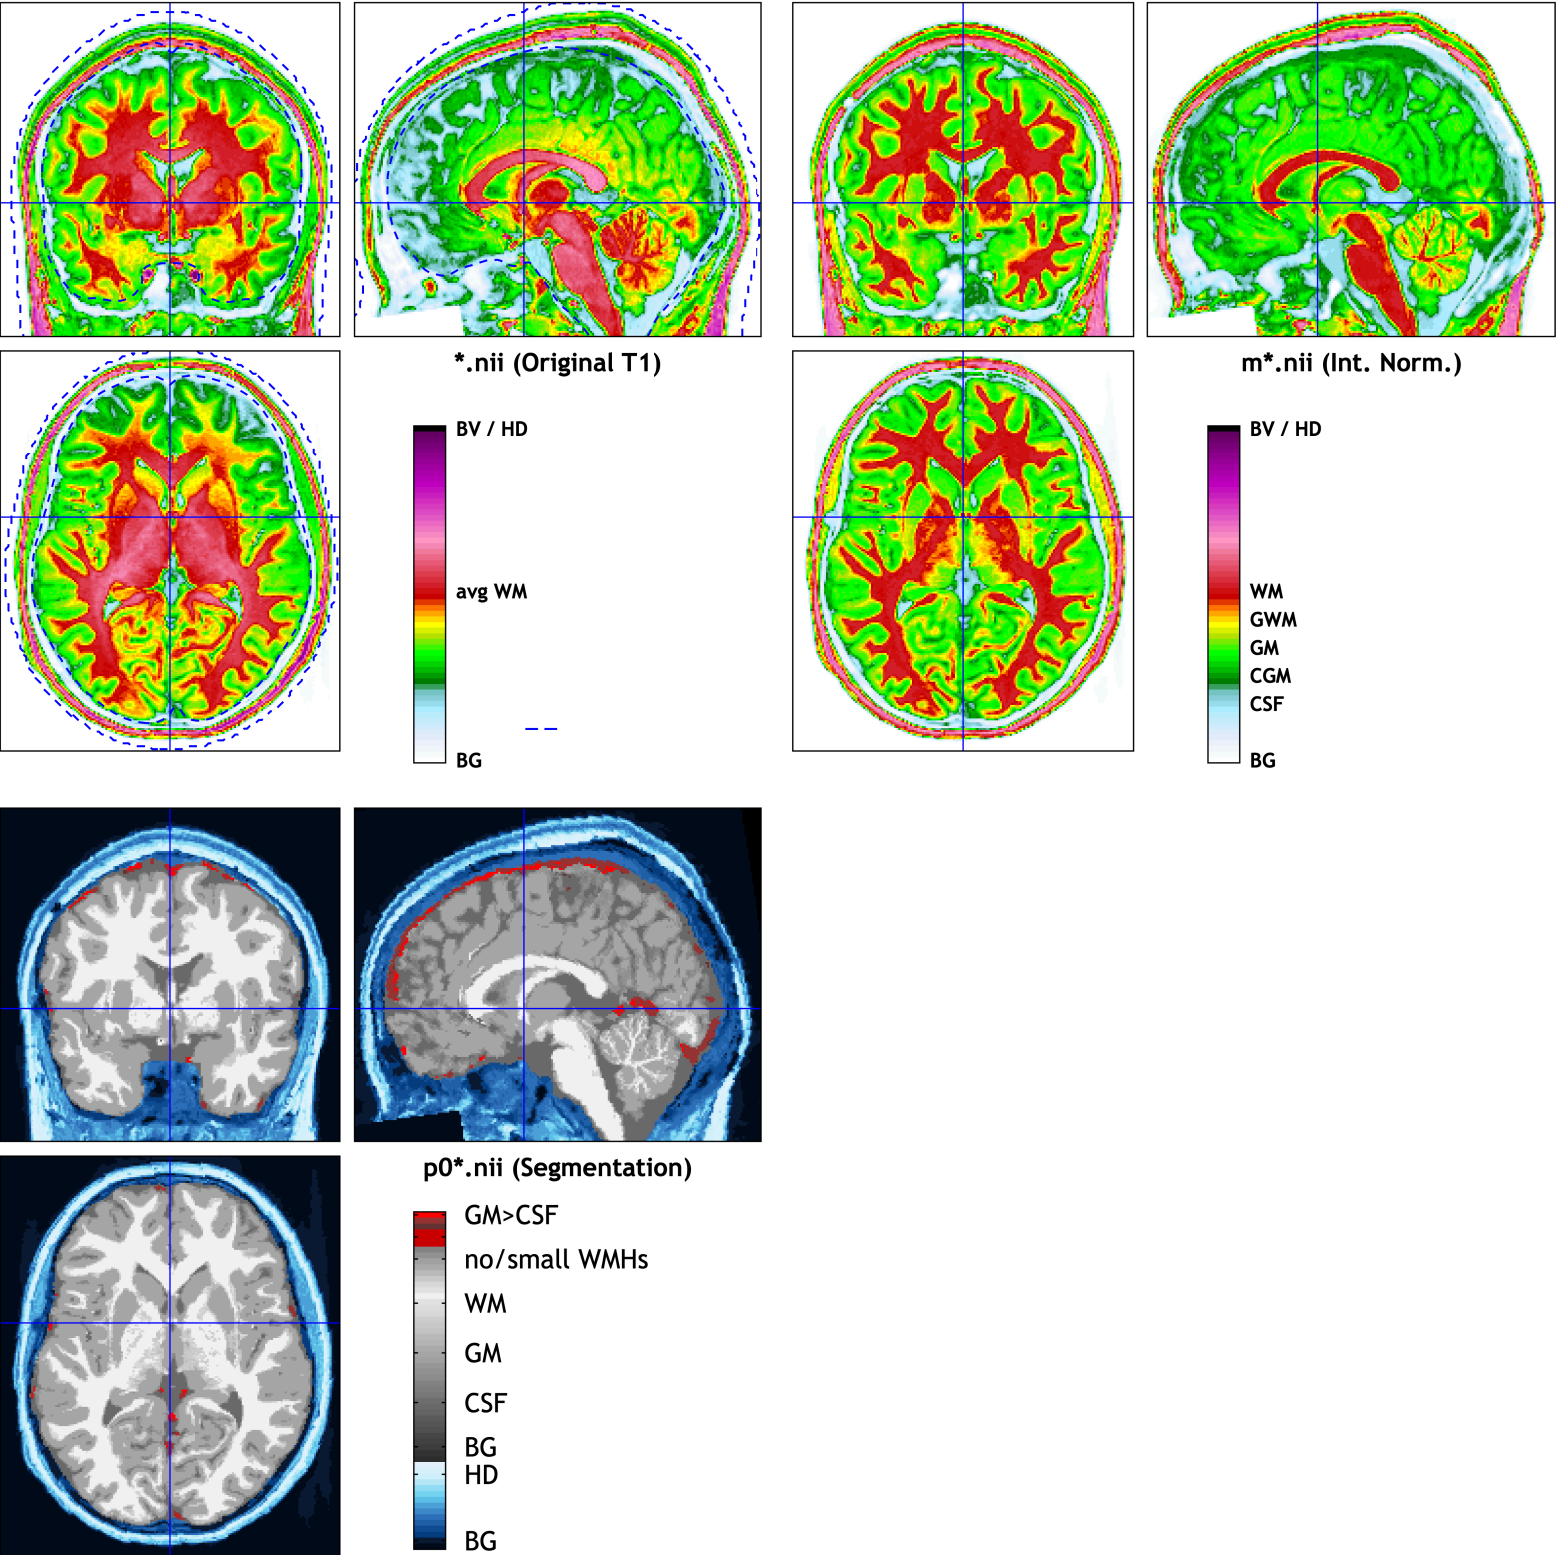 *.nii (Original T1)
BV / HD
avg WM
BG
m*.nii (Int. Norm.)
BV / HD
WM
GWM
GM
CGM
CSF
BG
p0*.nii (Segmentation)
GM>CSF
no/small WMHs
WM
GM
CSF
BG
HD
BG